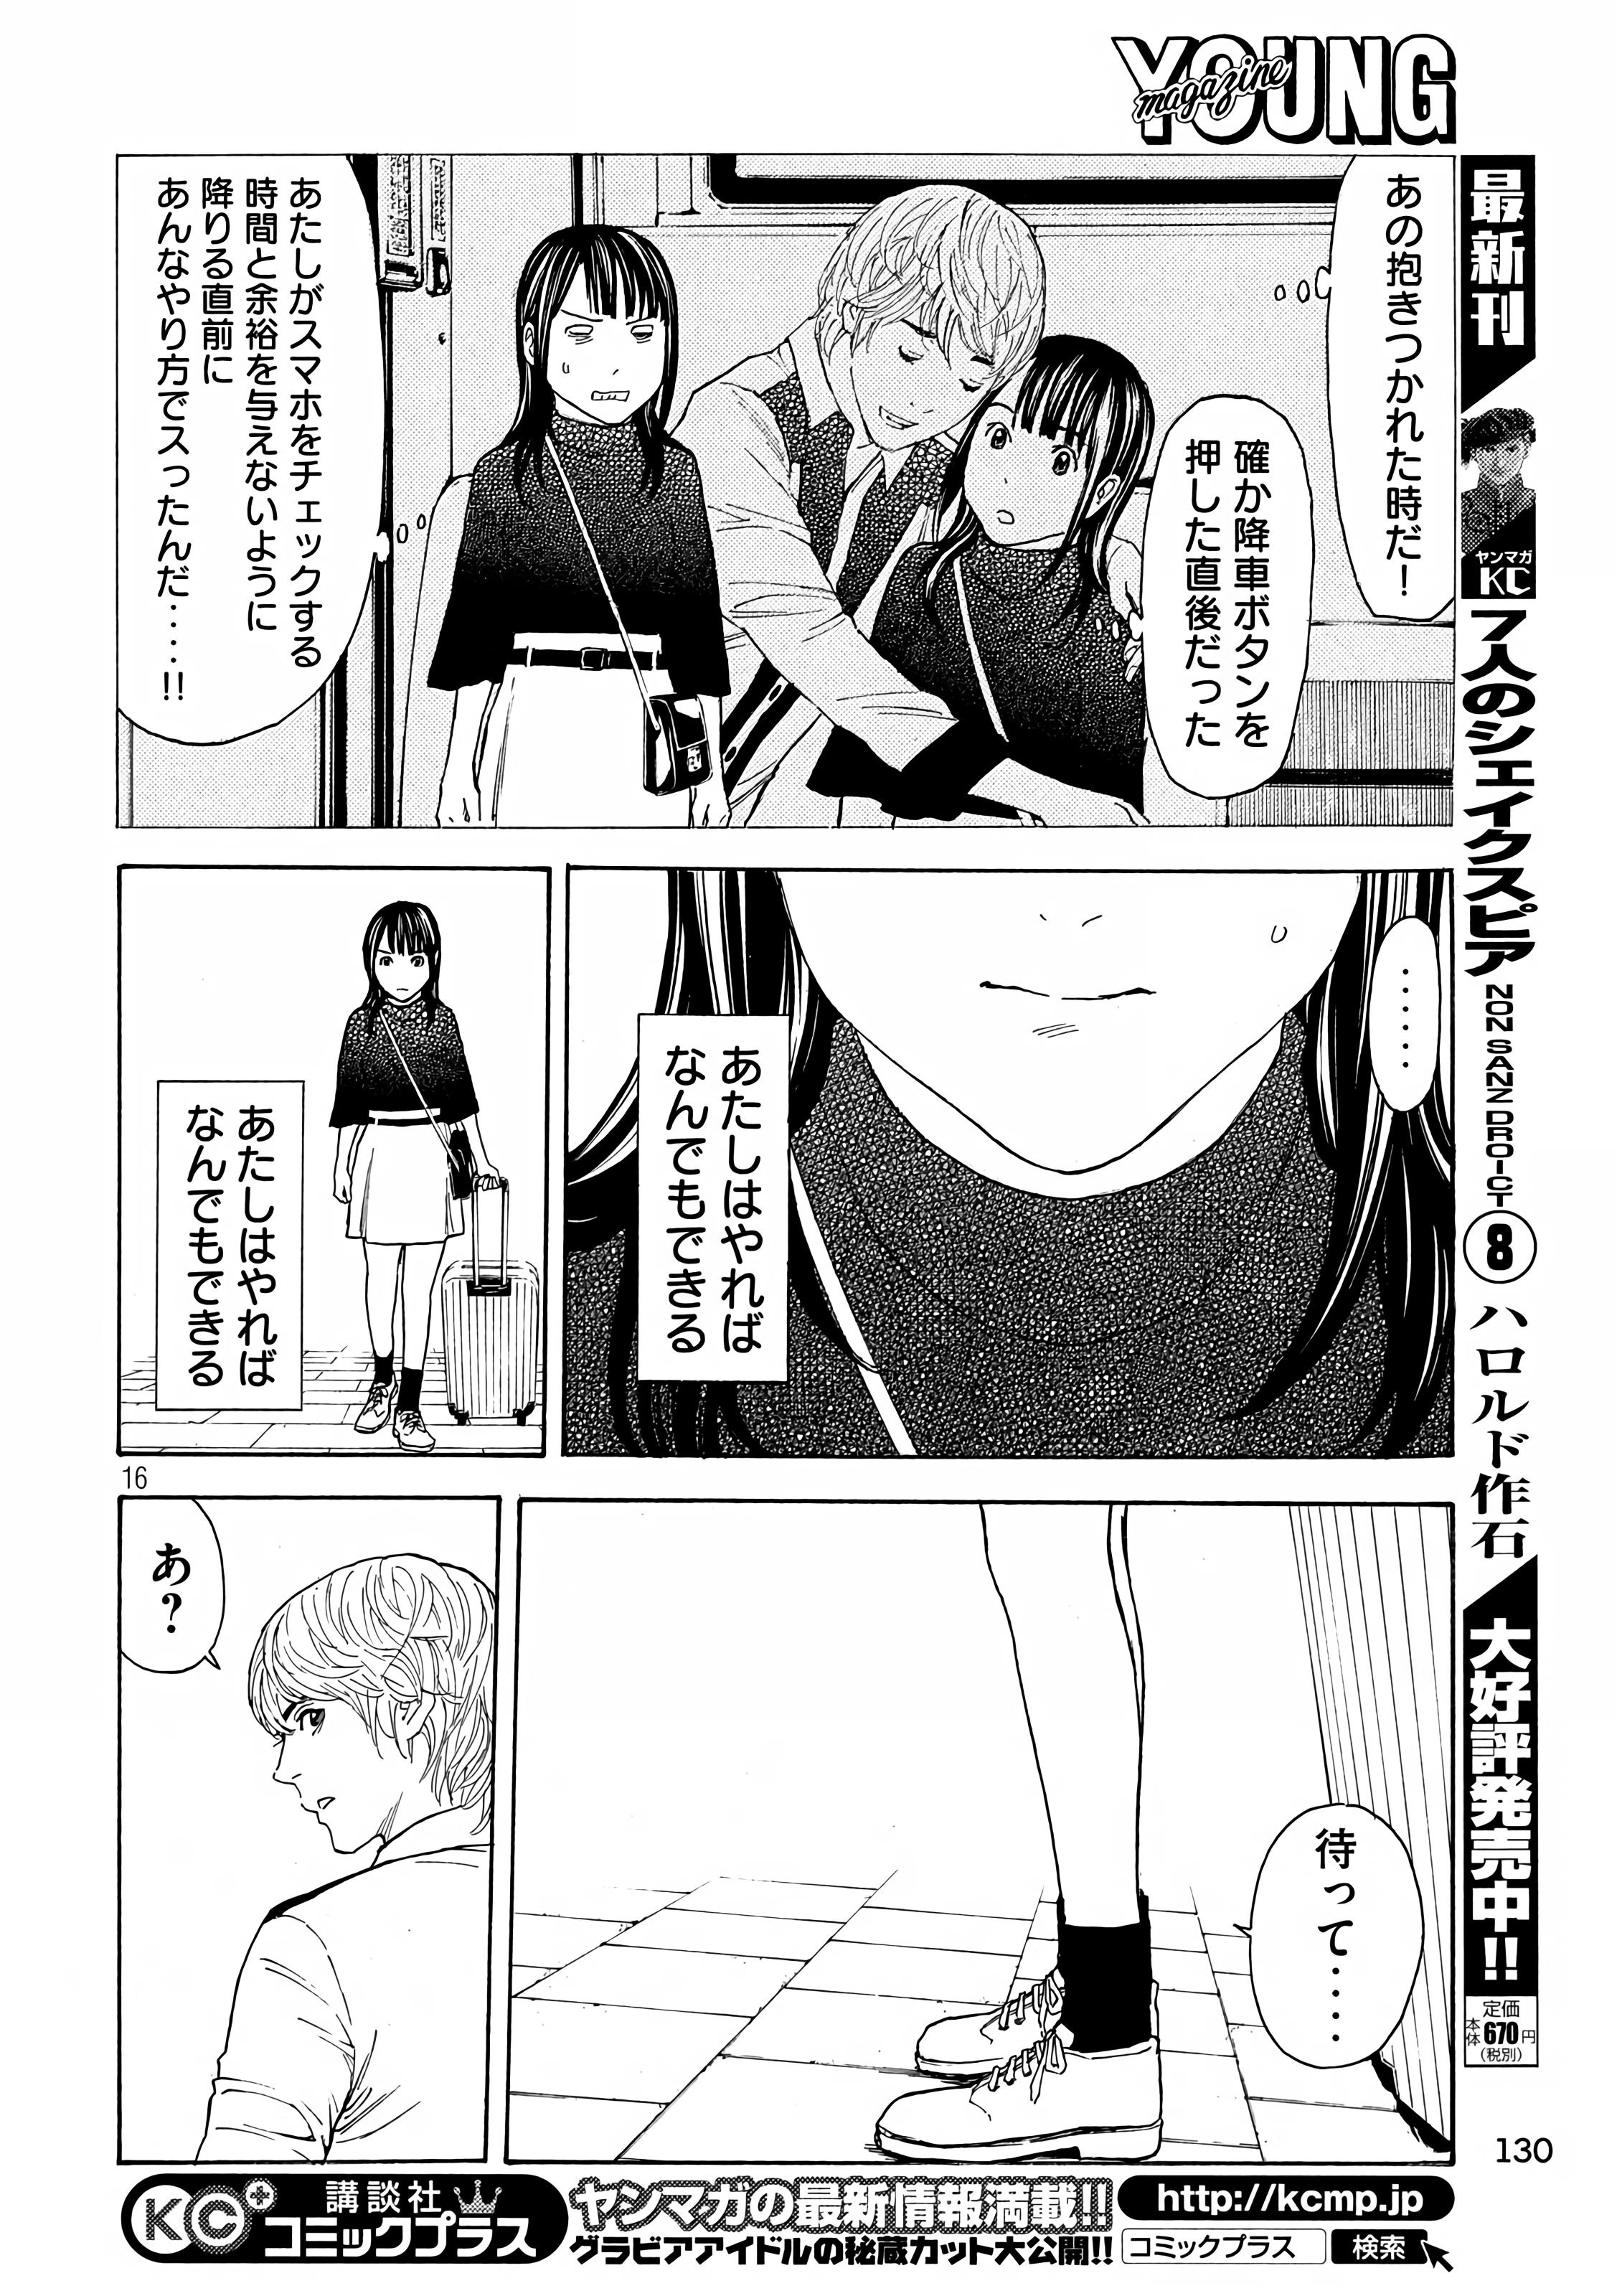 YOUNG
magazine
あの抱きつかれた時だ！
確か降車ボタンを
押した直後だった
あたしがスマホをチェックする
時間と余裕を与えないように
降りる直前に
あんなやり方でスったんだ‥‥!!
‥‥‥
あたしはやれば
なんでもできる
あたしはやれば
なんでもできる
16
待って‥‥‥
あ?
最新刊
ヤンマガ
KC
7人のシェイクスピア
NON SANZ DROICT
8
ハロルド作石
大好評発売中!!
定価
本体670円
(税別)
130
KC+
講談社
コミックプラス
ヤンマガの最新情報満載!!
グラビアアイドルの秘蔵カット大公開!!
http://kcmp.jp
コミックプラス
検索